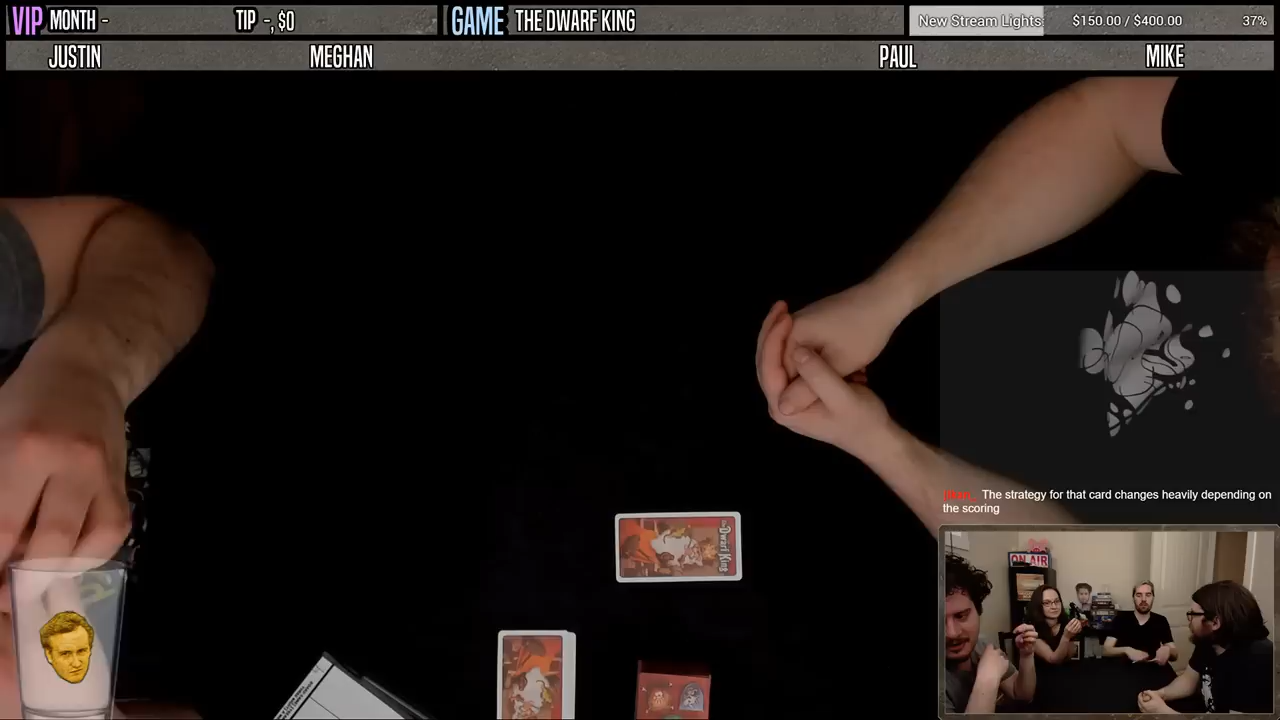 VIP MONTH -
TIP -, $0
GAME THE DWARF KING
New Stream Lights
$150.00 / $400.00
37%
JUSTIN
MEGHAN
PAUL
MIKE
The strategy for that card changes heavily depending on
the scoring
The Dwarf King
ON AIR